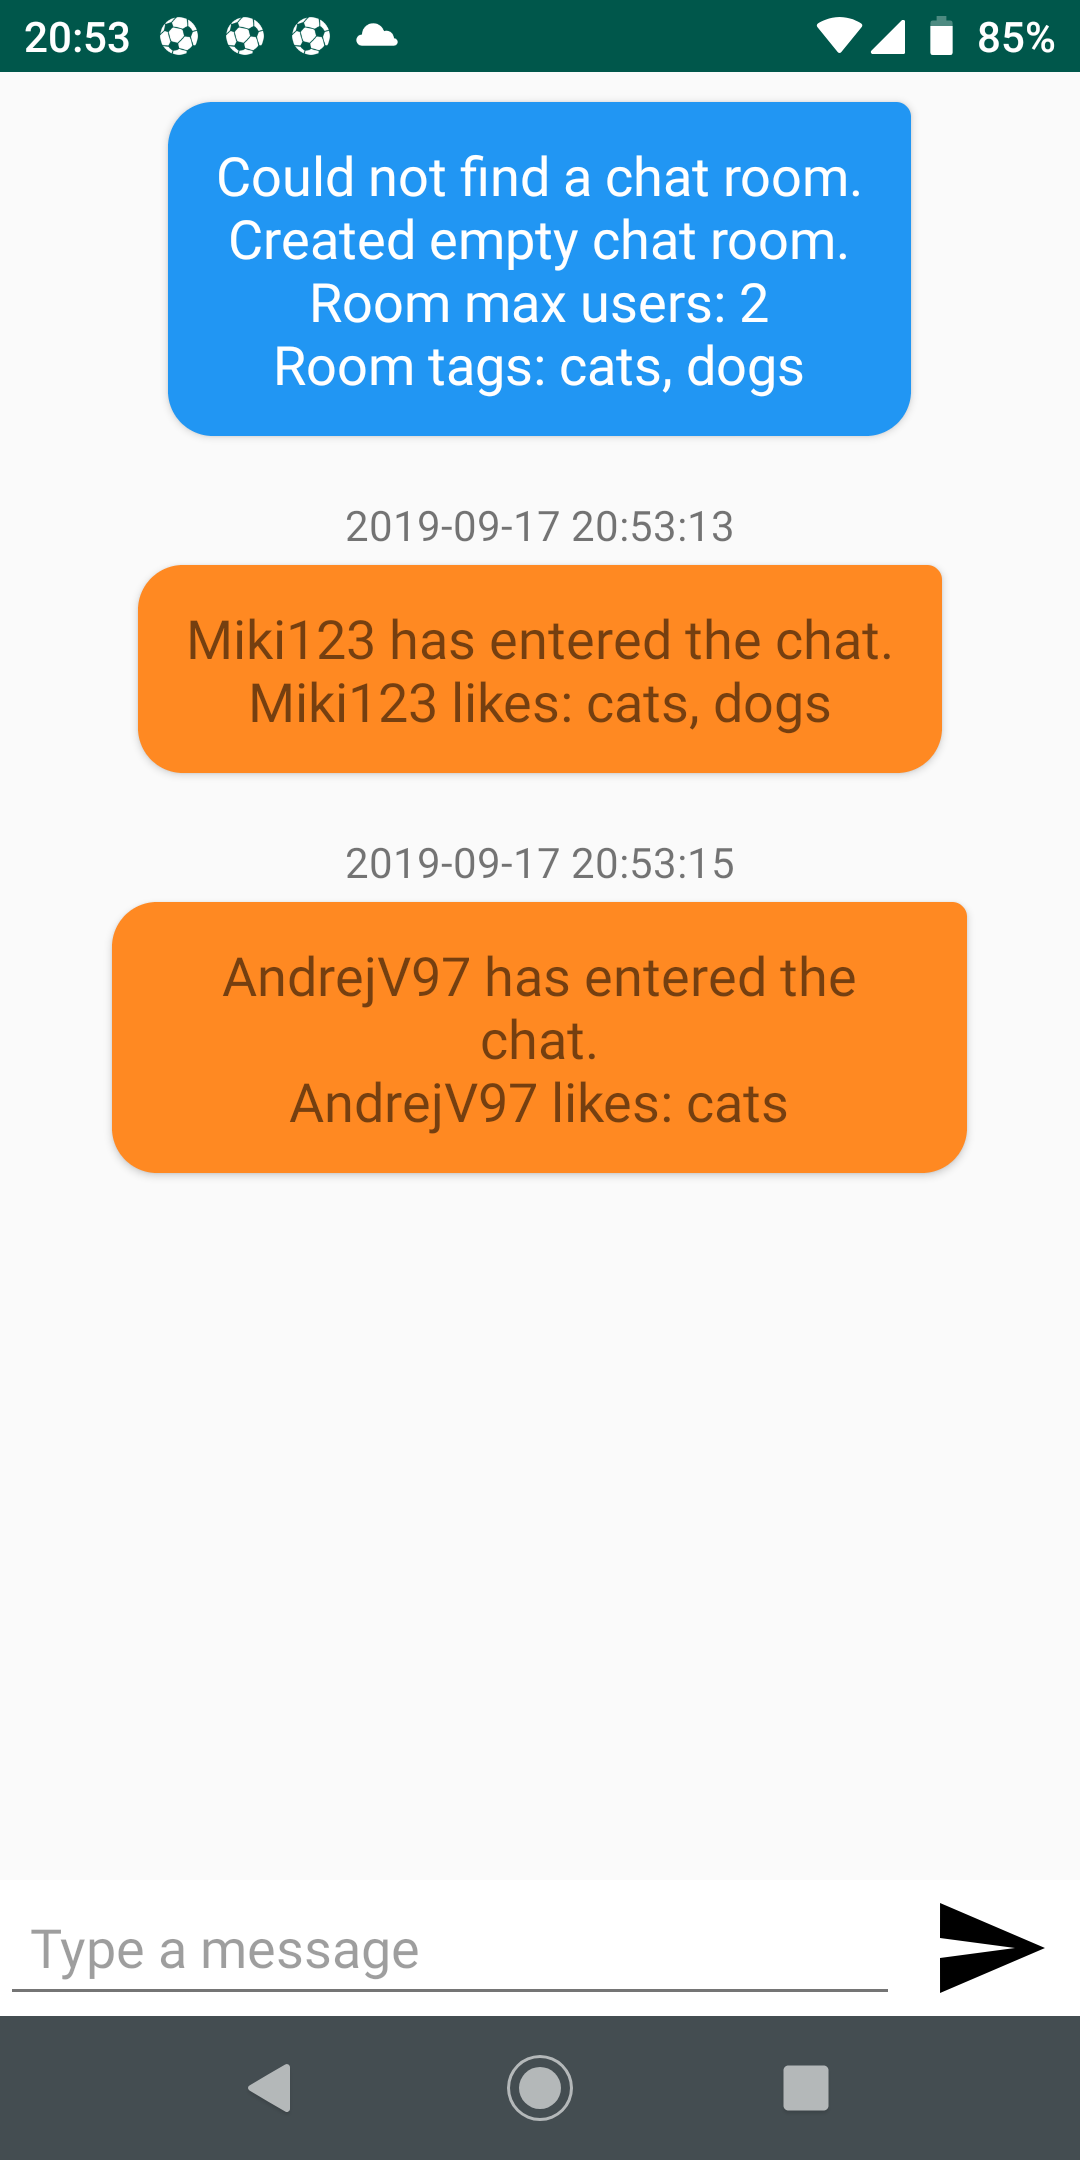 20:53
85%
Could not find a chat room.
Created empty chat room.
Room max users: 2
Room tags: cats, dogs
2019-09-17 20:53:13
Miki123 has entered the chat.
Miki123 likes: cats, dogs
2019-09-17 20:53:15
AndrejV97 has entered the
chat.
AndrejV97 likes: cats
Type a message